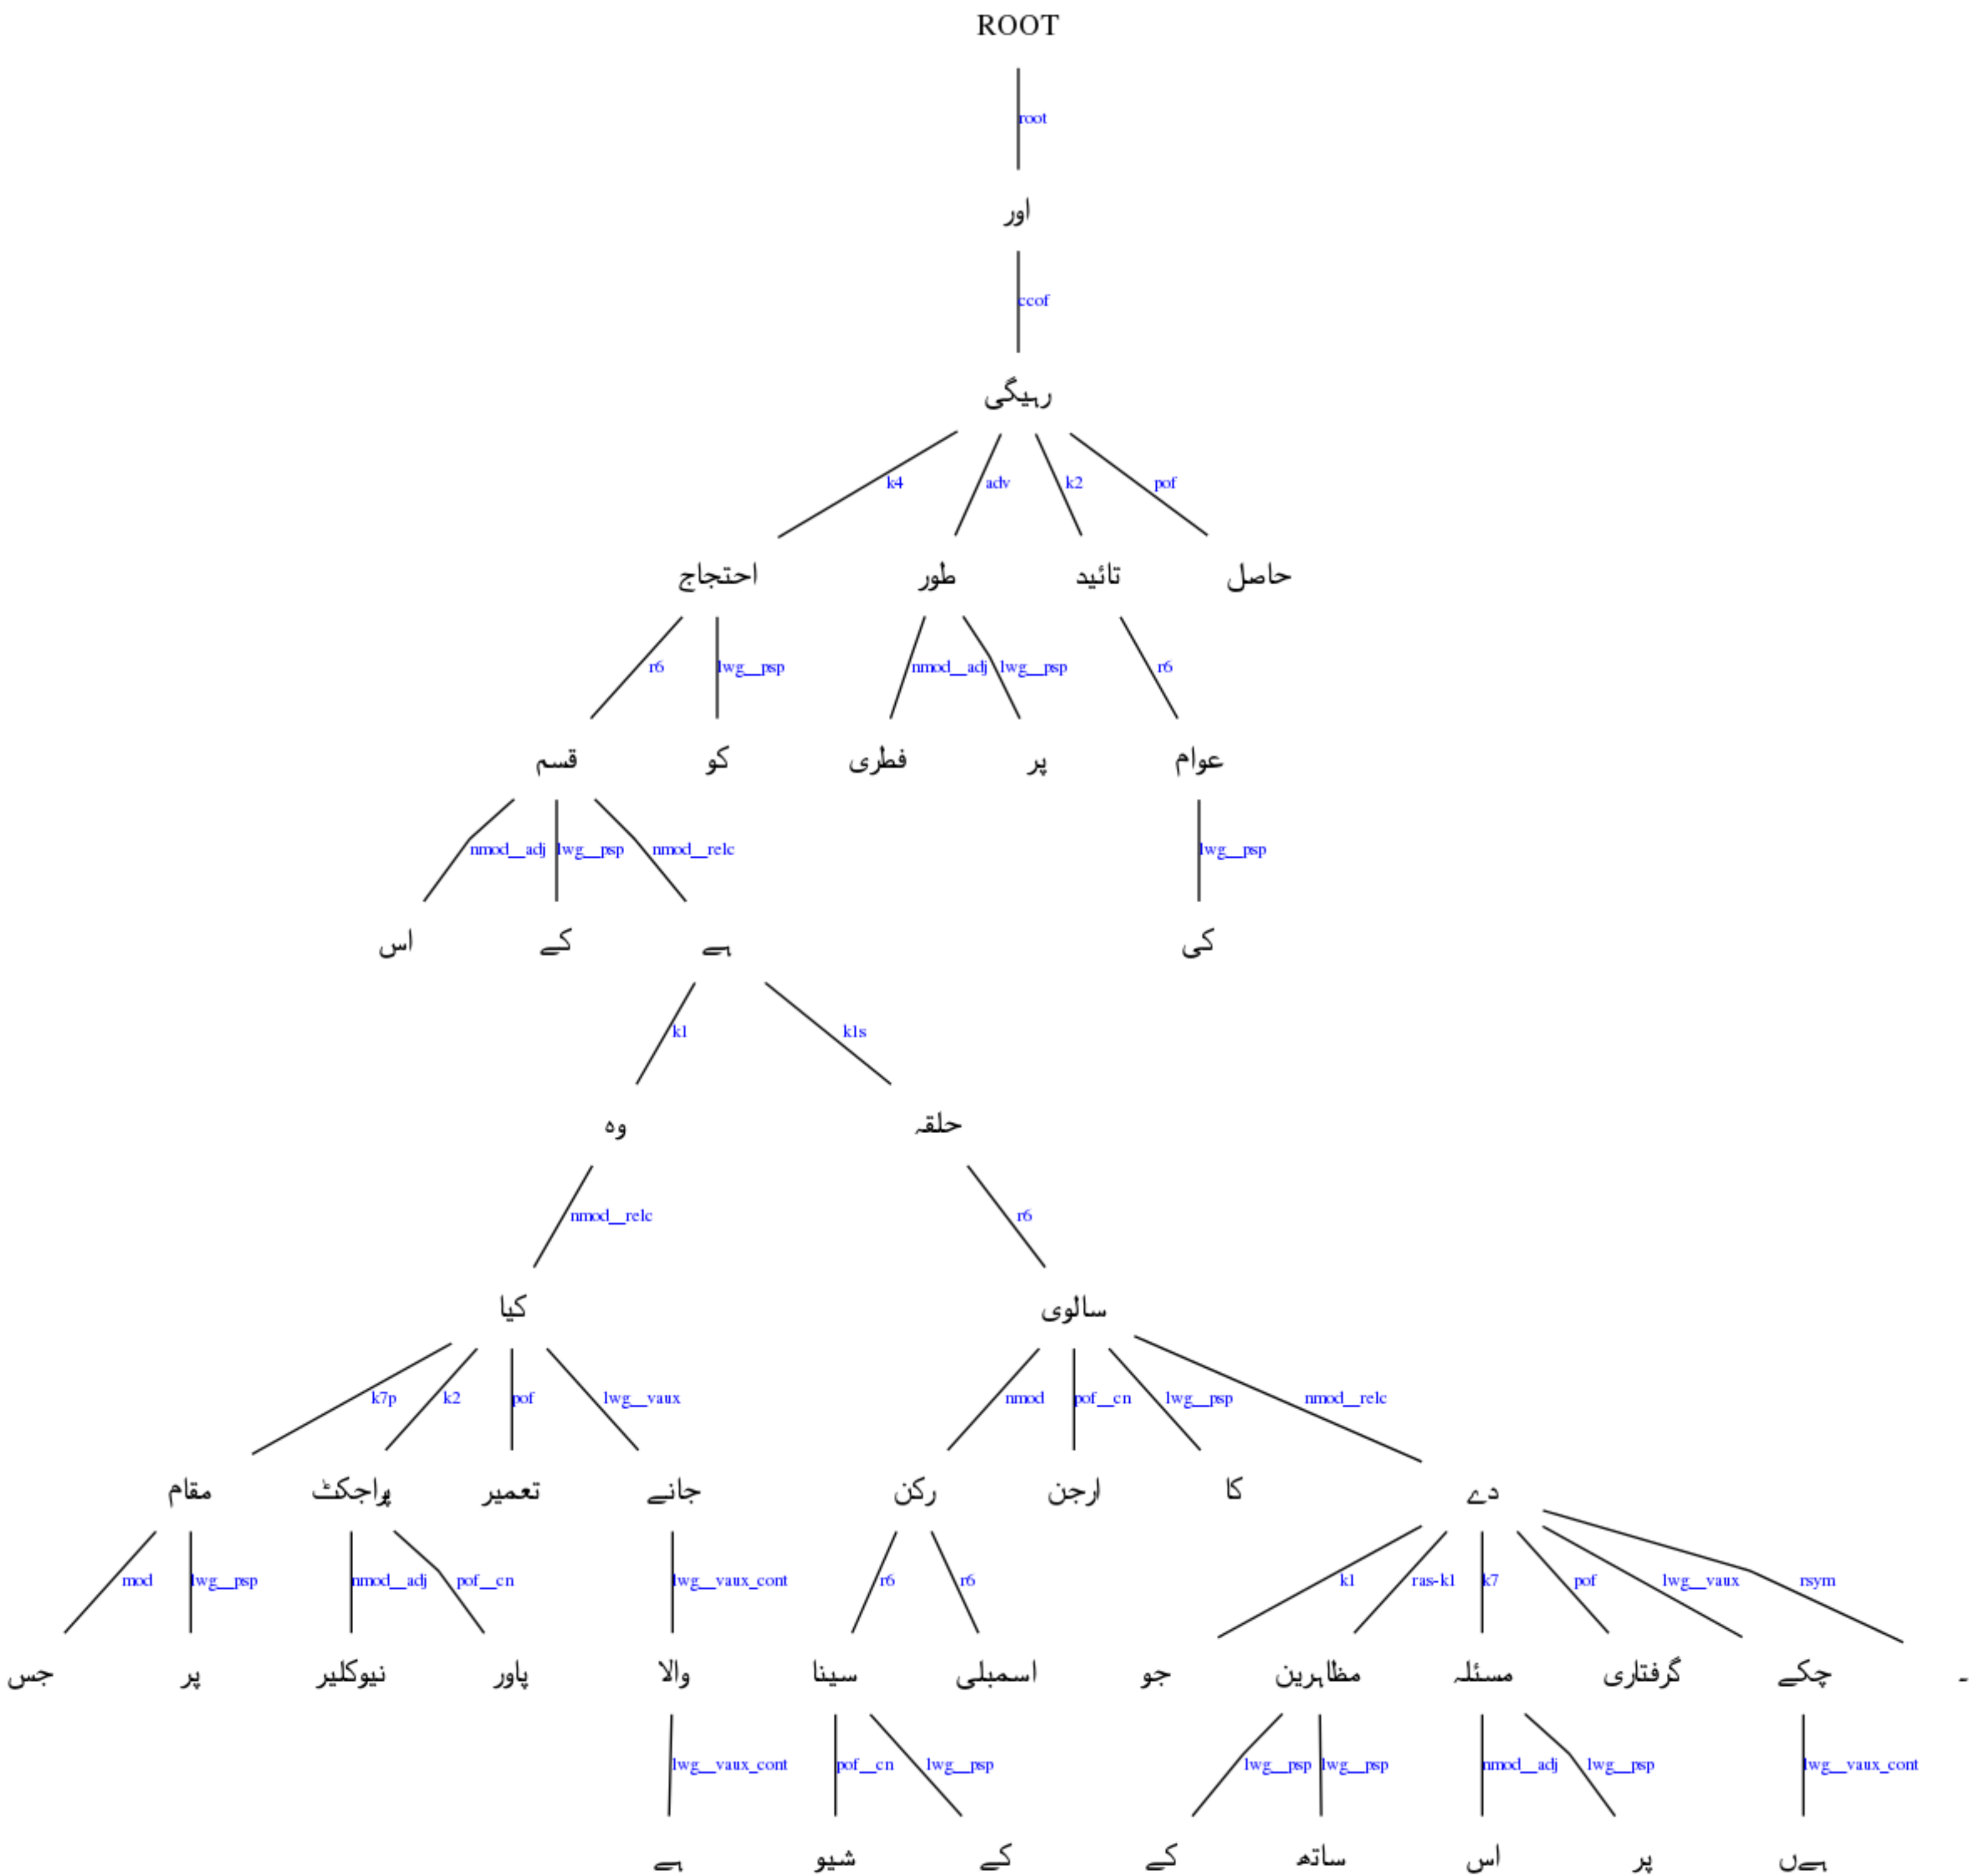 ROOT
root
اور
ccof
رہیگی
k4 adv k2 pof
احتجاج طور تائید حاصل
r6 lwg__psp nmod__adj lwg__psp r6
قسم کو فطری پر عوام
nmod__adj lwg__psp nmod__relc lwg__psp
اس کے ہے کی
k1 k1s
وہ حلقہ
nmod__relc r6
کیا سالوی
k7p k2 pof lwg__vaux nmod pof__cn lwg__psp nmod__relc
مقام پراجکٹ تعمیر جانے رکن ارجن کا دے
mod lwg__psp nmod__adj pof__cn lwg__vaux_cont r6 r6 k1 ras-k1 k7 pof lwg__vaux rsym
جس پر نیوکلیر پاور والا سینا اسمبلی جو مظاہرین مسئلہ گرفتاری چکے ۔
lwg__vaux_cont pof__cn lwg__psp lwg__psp lwg__psp nmod__adj lwg__psp lwg__vaux_cont
ہے شیو کے کے ساتھ اس پر ہےں